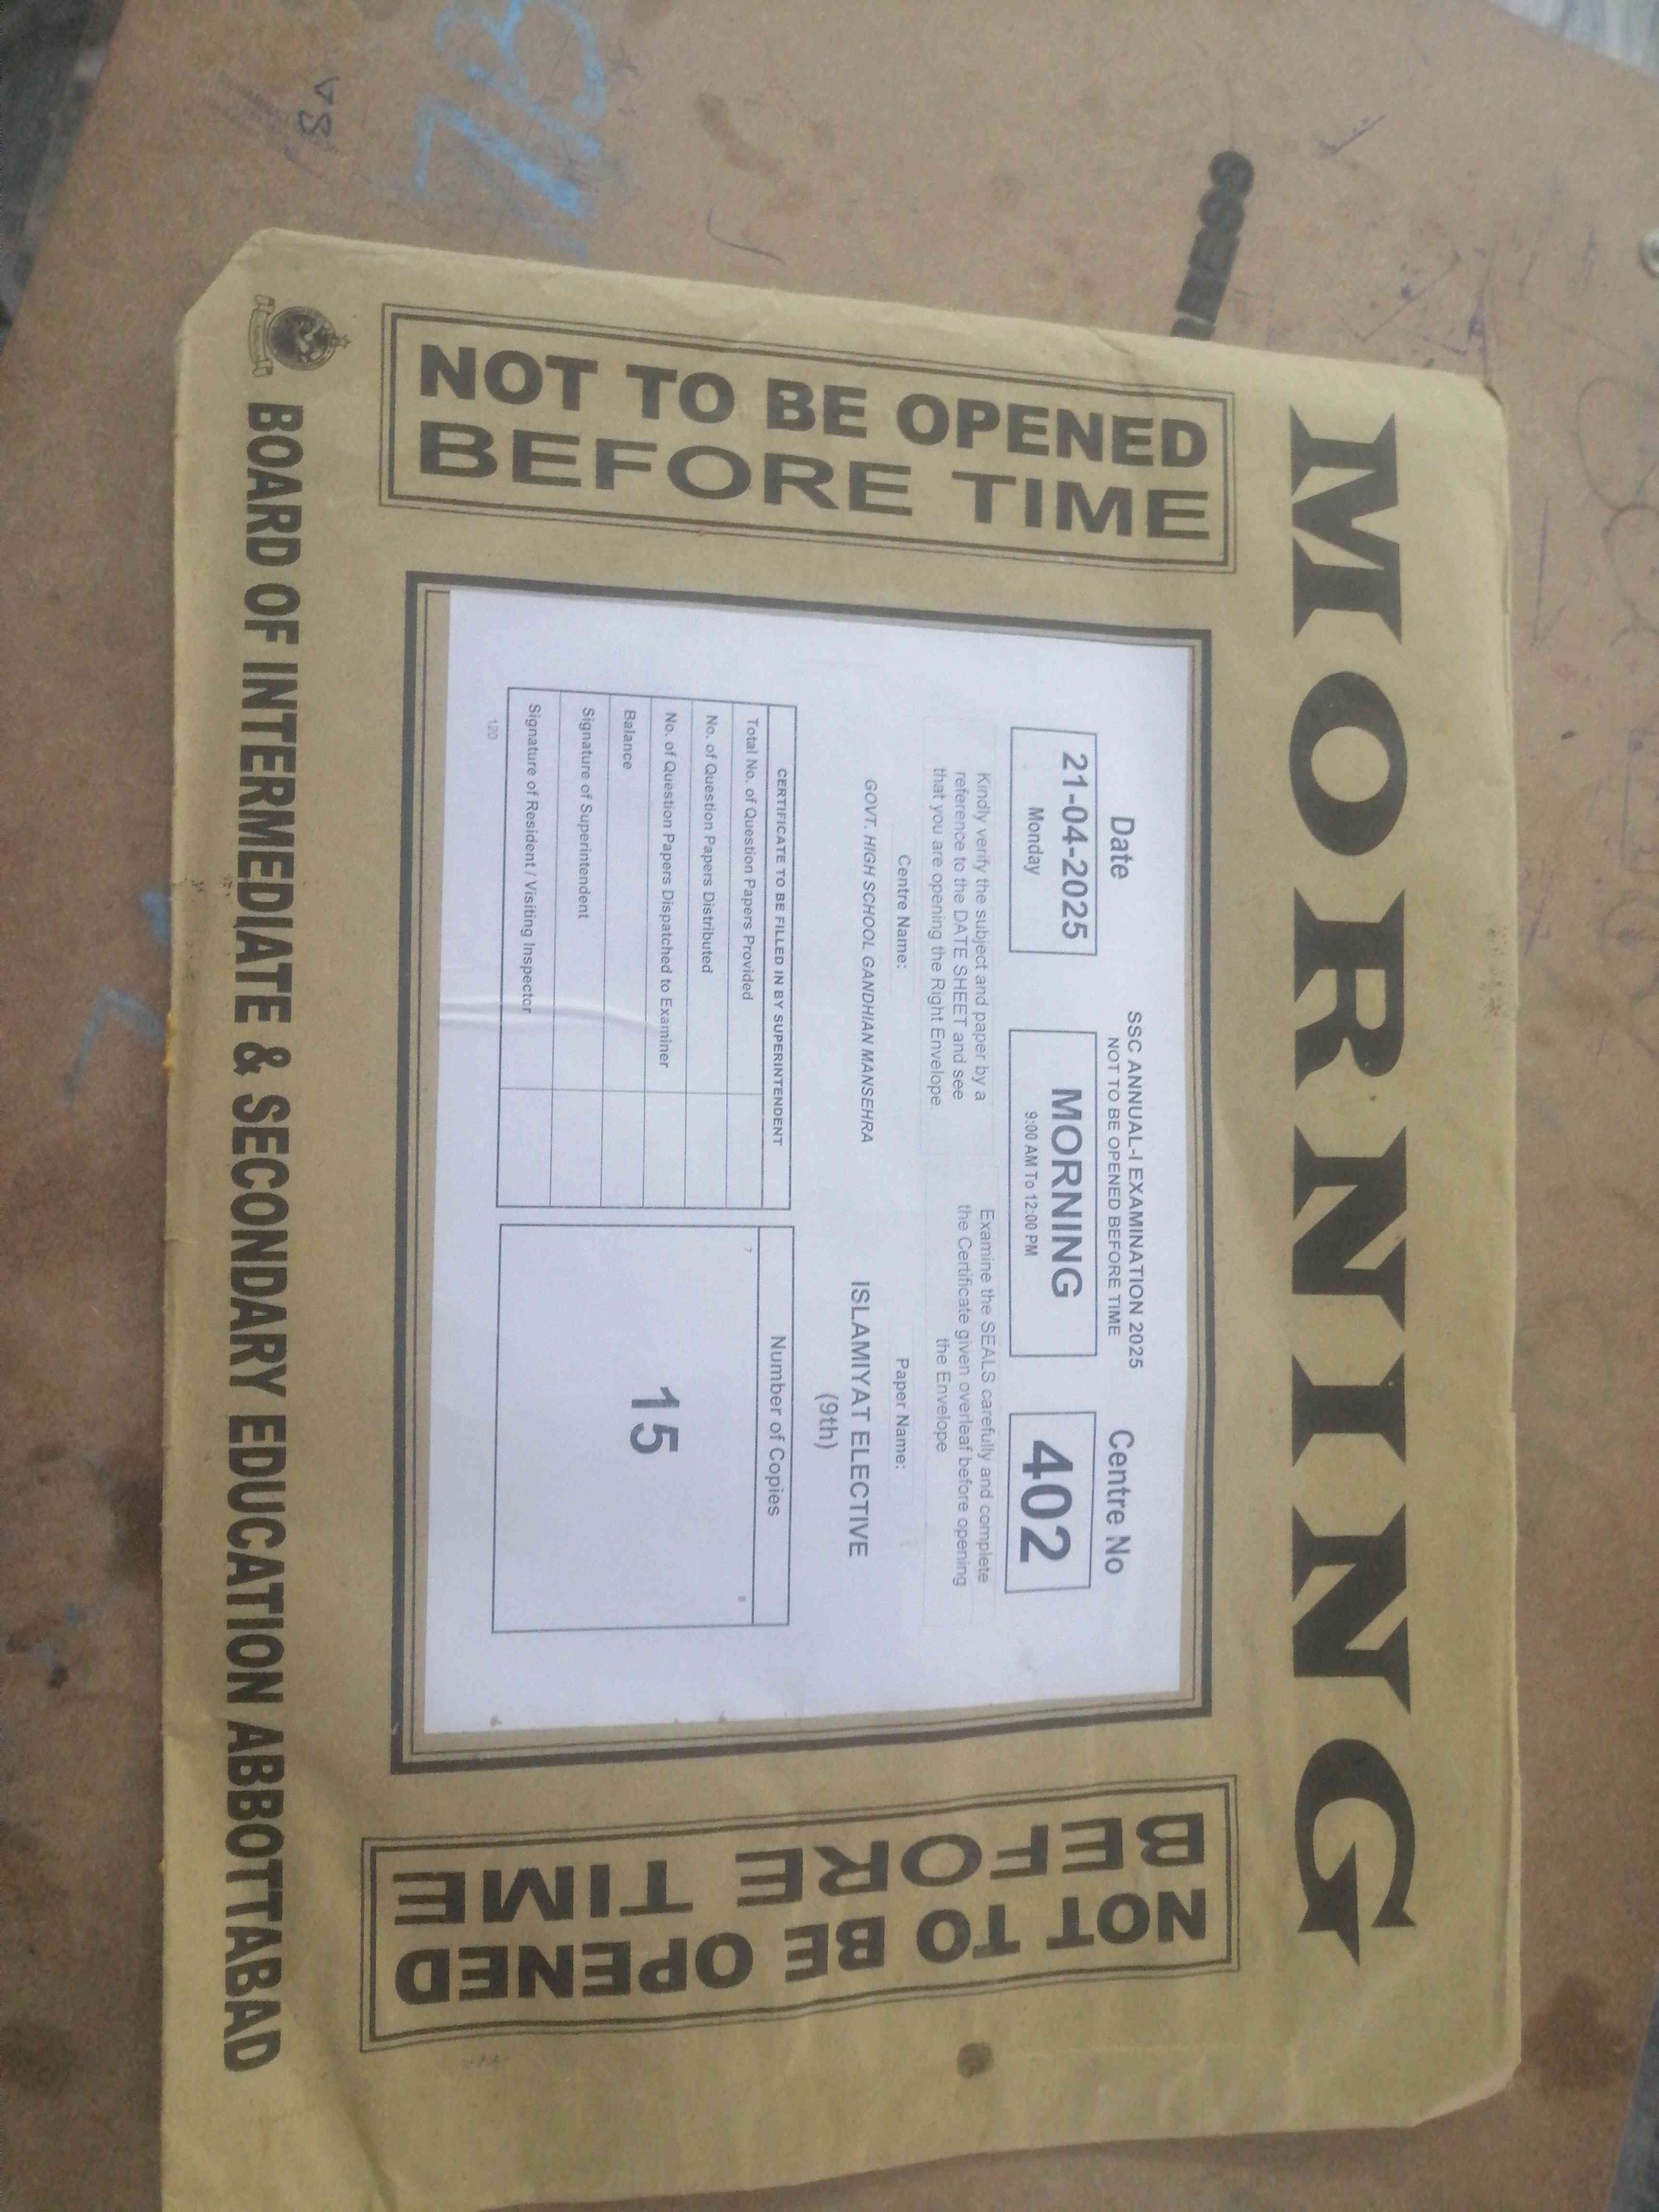 MORNING
NOT TO BE OPENED
BEFORE TIME
SSC ANNUAL-I EXAMINATION 2025
NOT TO BE OPENED BEFORE TIME
Date
21-04-2025
Monday
MORNING
9:00 AM To 12:00 PM
Centre No
402
Kindly verify the subject and paper by a
reference to the DATE SHEET and see
that you are opening the Right Envelope.
Examine the SEALS carefully and complete
the Certificate given overleaf before opening
the Envelope
Centre Name:
GOVT. HIGH SCHOOL GANDHIAN MANSEHRA
Paper Name:
ISLAMIYAT ELECTIVE
(9th)
CERTIFICATE TO BE FILLED IN BY SUPERINTENDENT
Total No. of Question Papers Provided
No. of Question Papers Distributed
No. of Question Papers Dispatched to Examiner
Balance
Signature of Superintendent
Signature of Resident / Visiting Inspector
120
Number of Copies
7
8
15
NOT TO BE OPENED
BEFORE TIME
BOARD OF INTERMEDIATE & SECONDARY EDUCATION ABBOTTABAD